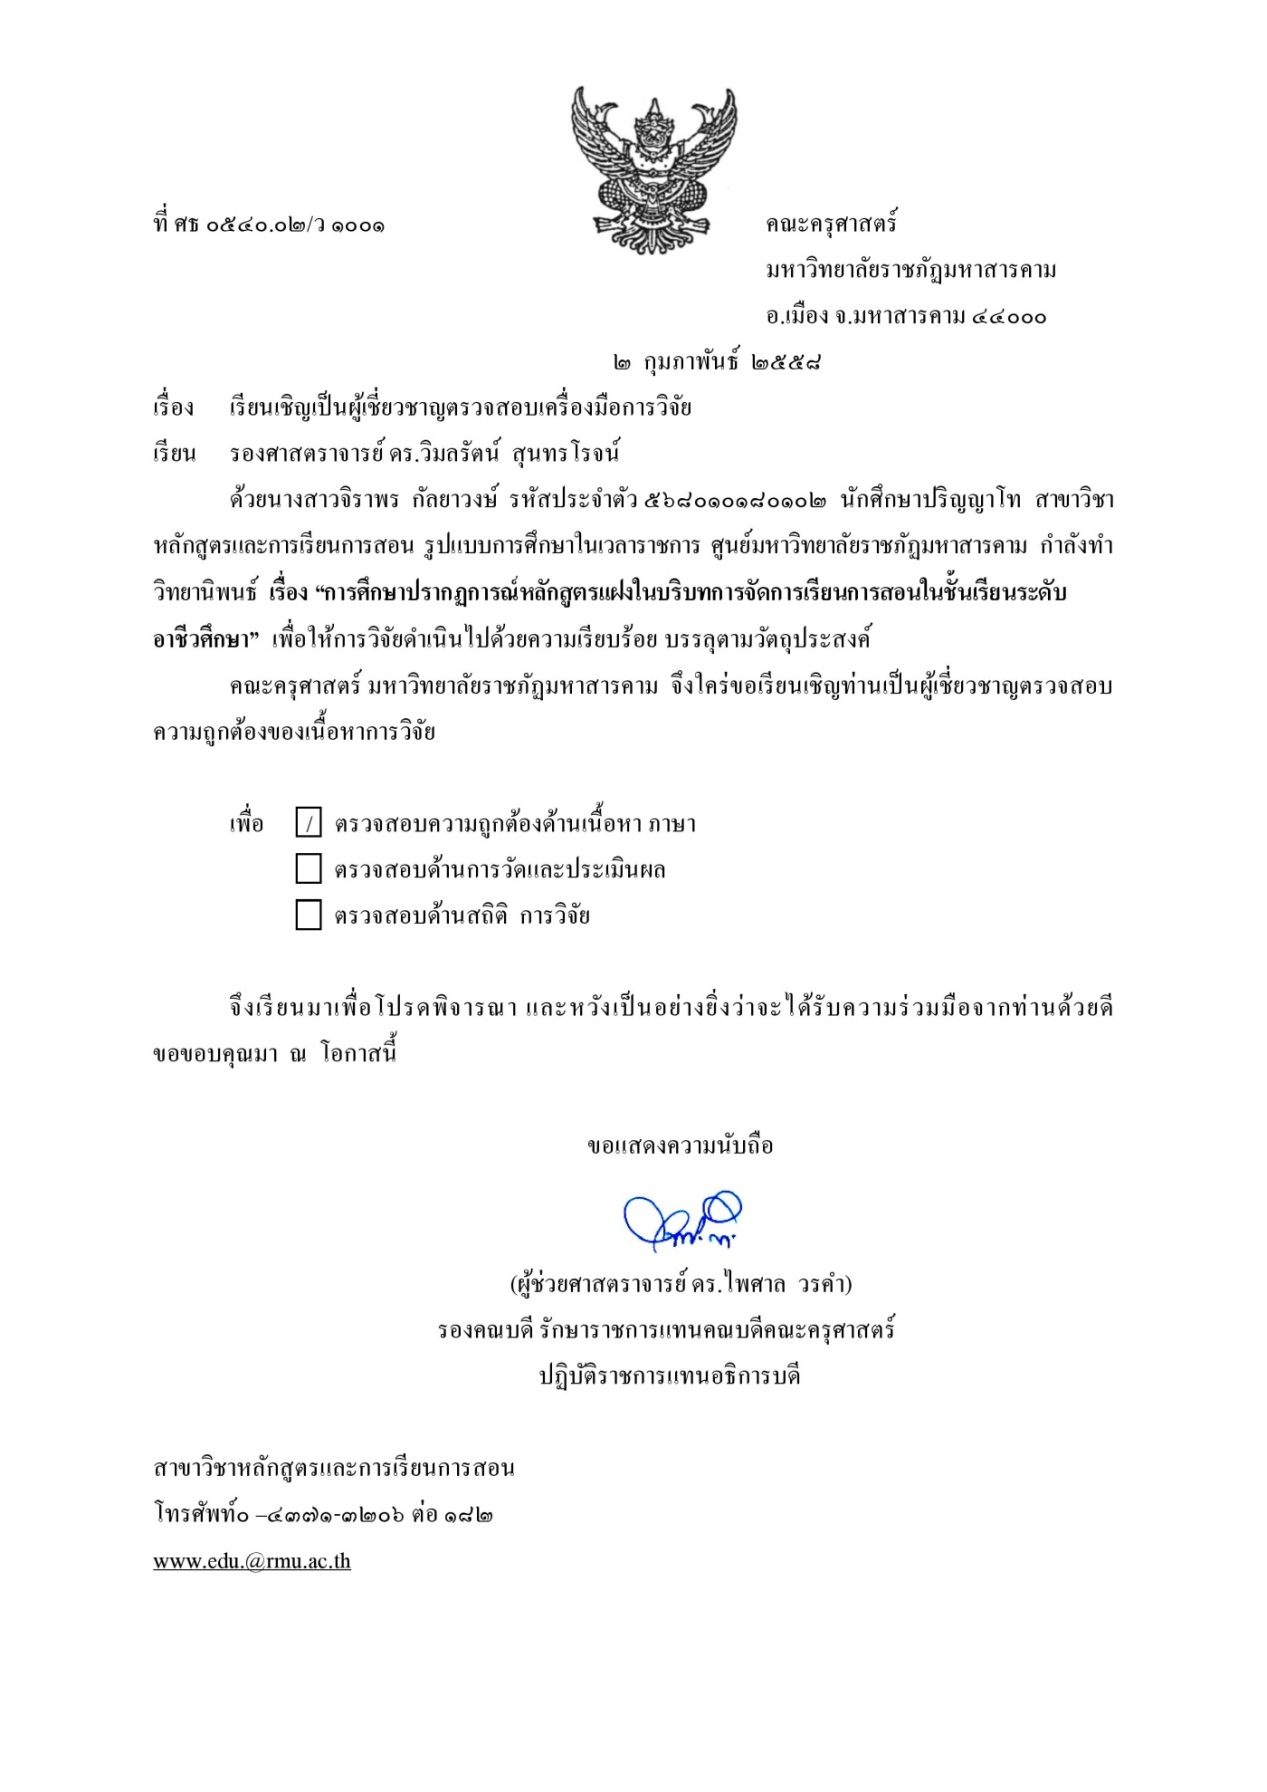 ที่ ศธ ๐๕๔๐.๐๒/ว ๑๐๐๑
คณะครุศาสตร์
มหาวิทยาลัยราชภัฏมหาสารคาม
อ.เมือง จ.มหาสารคาม ๔๔๐๐๐
๒ กุมภาพันธ์ ๒๕๕๘
เรื่อง เรียนเชิญเป็นผู้เชี่ยวชาญตรวจสอบเครื่องมือการวิจัย
เรียน รองศาสตราจารย์ ดร.วิมลรัตน์ สุนทรโรจน์
ด้วยนางสาวจิราพร กัลยาวงษ์ รหัสประจำตัว ๕๖๘๐๑๐๑๘๐๑๐๒ นักศึกษาปริญญาโท สาขาวิชา
หลักสูตรและการเรียนการสอน รูปแบบการศึกษาในเวลาราชการ ศูนย์มหาวิทยาลัยราชภัฏมหาสารคาม กำลังทำ
วิทยานิพนธ์ เรื่อง “การศึกษาปรากฏการณ์หลักสูตรแฝงในบริบทการจัดการเรียนการสอนในชั้นเรียนระดับ
อาชีวศึกษา” เพื่อให้การวิจัยดำเนินไปด้วยความเรียบร้อย บรรลุตามวัตถุประสงค์
คณะครุศาสตร์ มหาวิทยาลัยราชภัฏมหาสารคาม จึงใคร่ขอเรียนเชิญท่านเป็นผู้เชี่ยวชาญตรวจสอบ
ความถูกต้องของเนื้อหาการวิจัย
เพื่อ / ตรวจสอบความถูกต้องด้านเนื้อหา ภาษา
ตรวจสอบด้านการวัดและประเมินผล
ตรวจสอบด้านสถิติ การวิจัย
จึงเรียนมาเพื่อโปรดพิจารณา และหวังเป็นอย่างยิ่งว่าจะได้รับความร่วมมือจากท่านด้วยดี
ขอขอบคุณมา ณ โอกาสนี้
ขอแสดงความนับถือ
(ผู้ช่วยศาสตราจารย์ ดร.ไพศาล วรคำ)
รองคณบดี รักษาราชการแทนคณบดีคณะครุศาสตร์
ปฏิบัติราชการแทนอธิการบดี
สาขาวิชาหลักสูตรและการเรียนการสอน
โทรศัพท์๐ –๔๓๗๑-๓๒๐๖ ต่อ ๑๘๒
www.edu.@rmu.ac.th